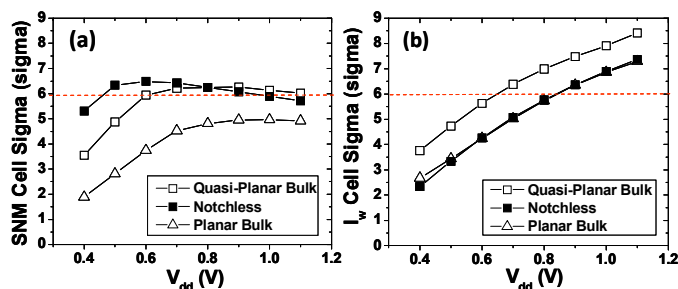 (a)
SNM Cell Sigma (sigma)
9
8
7
6
5
4
3
2
1
0
Quasi-Planar Bulk
Notchless
Planar Bulk
0.4 0.6 0.8 1.0 1.2
Vdd (V)
(b)
Iw Cell Sigma (sigma)
9
8
7
6
5
4
3
2
1
0
Quasi-Planar Bulk
Notchless
Planar Bulk
0.4 0.6 0.8 1.0 1.2
Vdd (V)